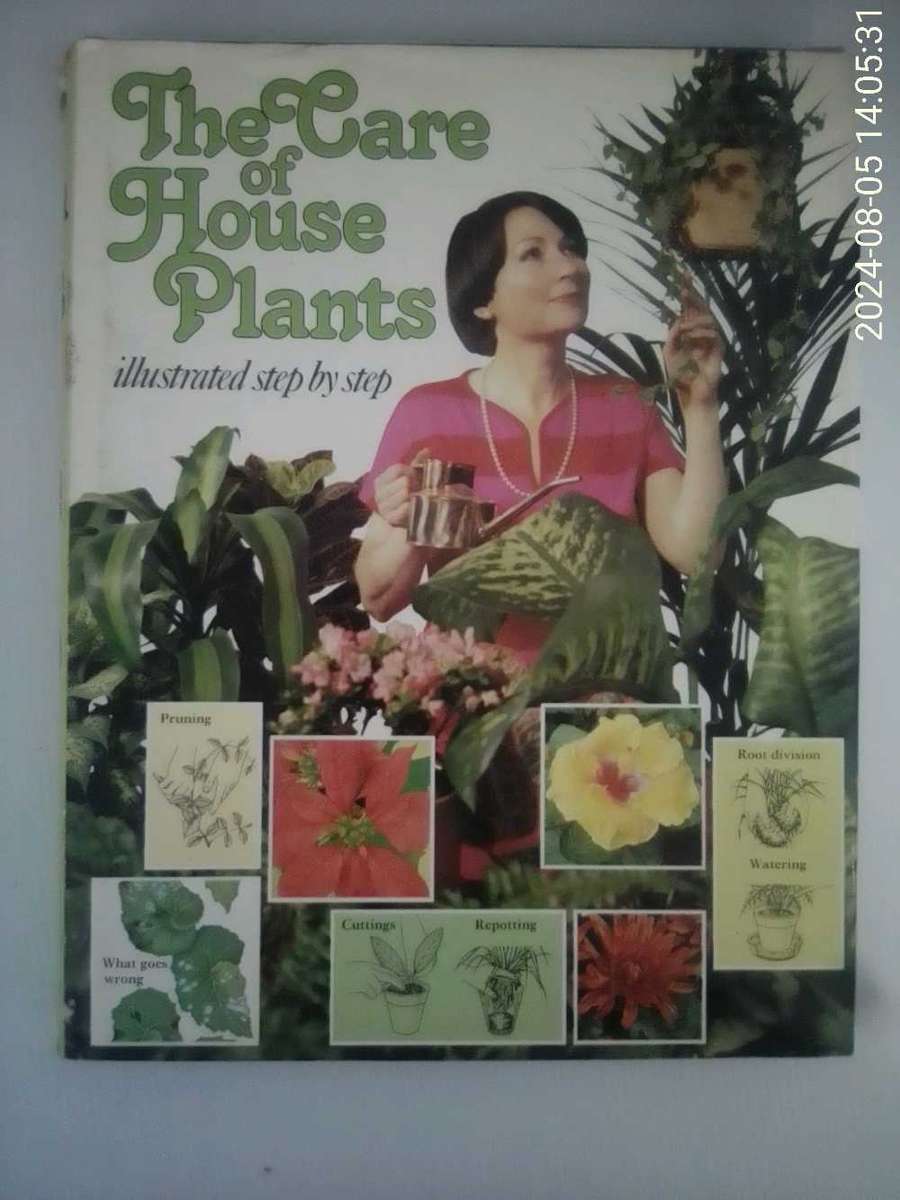 The Care
of
House
Plants
illustrated step by step
Pruning
Root division
Watering
What goes
wrong
Cuttings
Repotting
2024-08-05 14:05:31